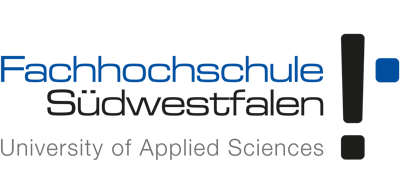 Fachhochschule
Südwestfalen
University of Applied Sciences